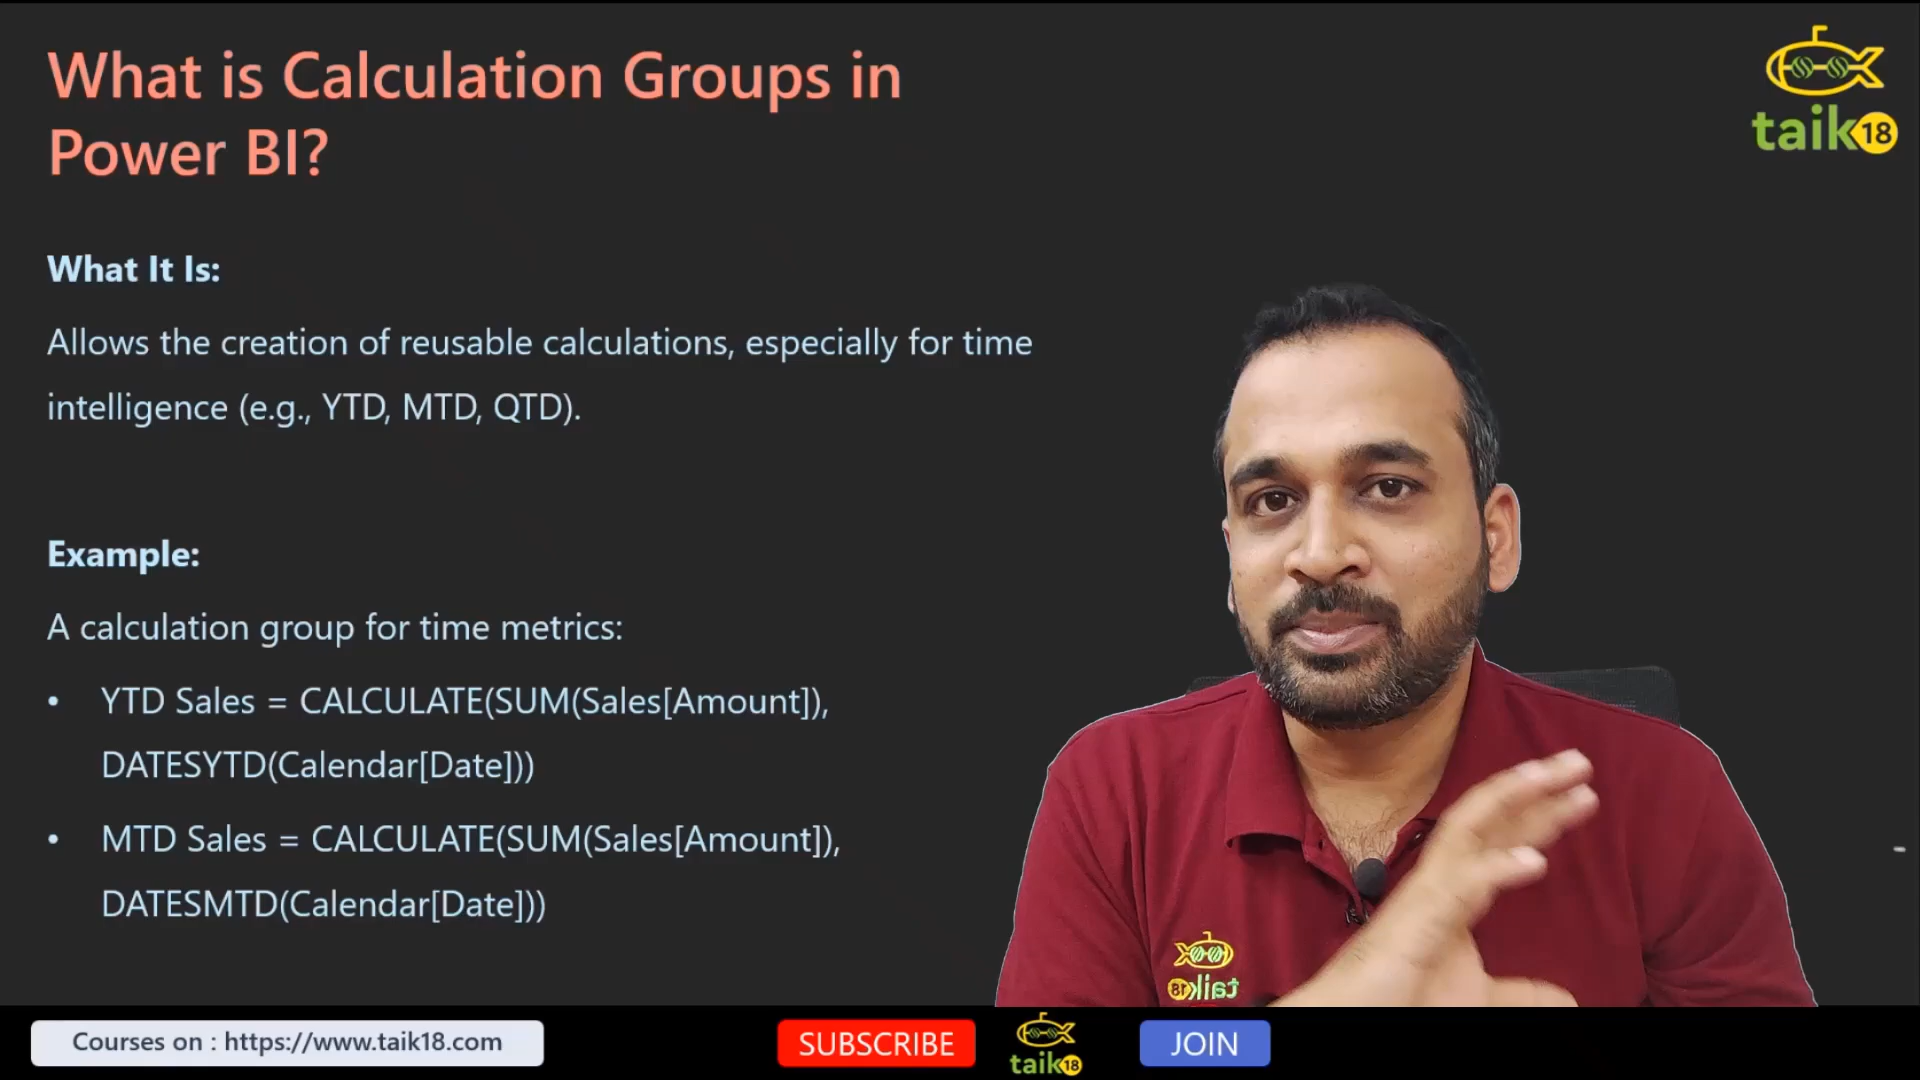 What is Calculation Groups in
Power BI?
taik18
What It Is:
Allows the creation of reusable calculations, especially for time
intelligence (e.g., YTD, MTD, QTD).
Example:
A calculation group for time metrics:
• YTD Sales = CALCULATE(SUM(Sales[Amount]),
DATESYTD(Calendar[Date]))
• MTD Sales = CALCULATE(SUM(Sales[Amount]),
DATESMTD(Calendar[Date]))
taik18
Courses on : https://www.taik18.com
SUBSCRIBE
taik18
JOIN